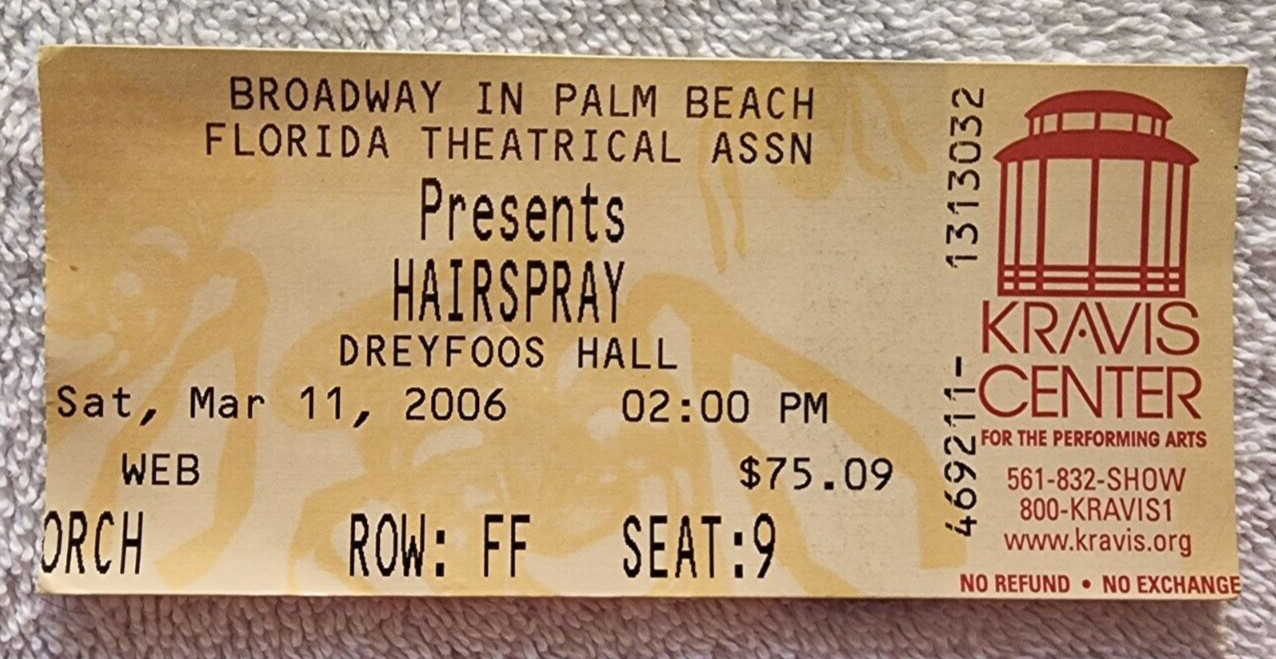 BROADWAY IN PALM BEACH
FLORIDA THEATRICAL ASSN
Presents
HAIRSPRAY
DREYFOOS HALL
Sat, Mar 11, 2006 02:00 PM
WEB $75.09
ORCH ROW: FF SEAT:9
469211- 1313032
KRAVIS
CENTER
FOR THE PERFORMING ARTS
561-832-SHOW
800-KRAVIS1
www.kravis.org
NO REFUND • NO EXCHANGE